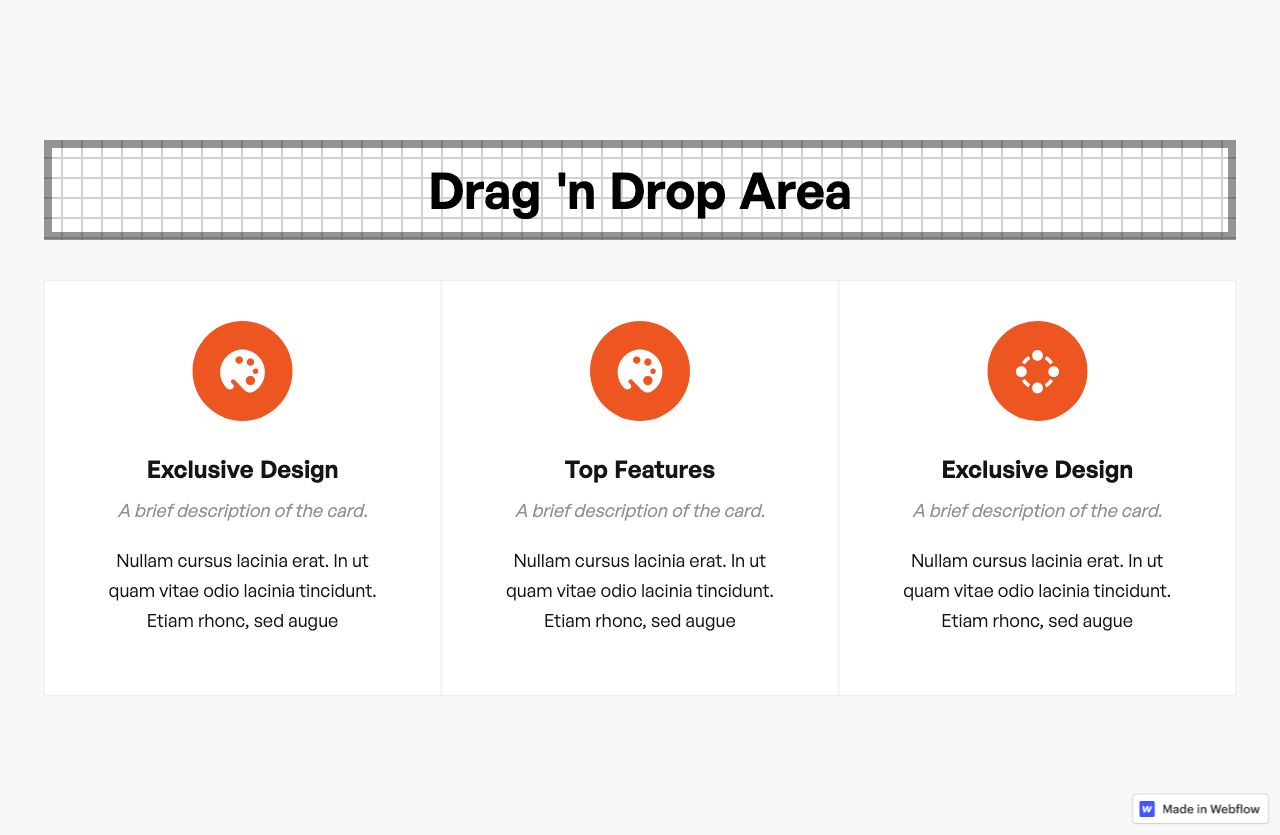 Drag 'n Drop Area
Exclusive Design
A brief description of the card.
Nullam cursus lacinia erat. In ut
quam vitae odio lacinia tincidunt.
Etiam rhonc, sed augue
Top Features
A brief description of the card.
Nullam cursus lacinia erat. In ut
quam vitae odio lacinia tincidunt.
Etiam rhonc, sed augue
Exclusive Design
A brief description of the card.
Nullam cursus lacinia erat. In ut
quam vitae odio lacinia tincidunt.
Etiam rhonc, sed augue
Made in Webflow